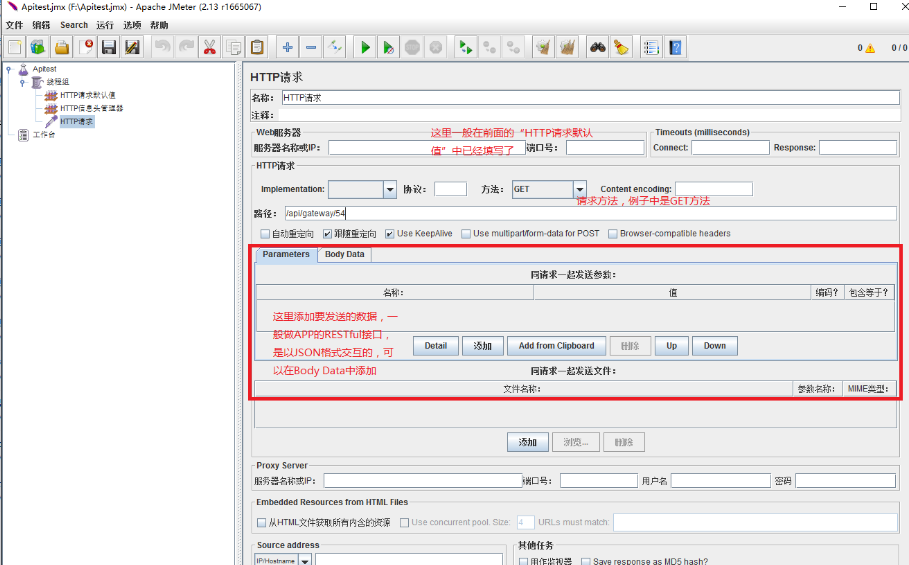 Apitest.jmx (F:\Apitest.jmx) - Apache JMeter (2.13 r1665067)
文件 编辑 Search 运行 选项 帮助
0 0 / 0
Apitest
线程组
HTTP请求默认值
HTTP信息头管理器
HTTP请求
工作台
HTTP请求
名称: HTTP请求
注释:
Web服务器
Timeouts (milliseconds)
服务器名称或IP: 端口号: Connect: Response:
这里一般在前面的“HTTP请求默认
值”中已经填写了
HTTP请求
Implementation: 协议: 方法: GET Content encoding:
请求方法，例子中是GET方法
路径: /api/gateway/54
自动重定向 跟随重定向 Use KeepAlive Use multipart/form-data for POST Browser-compatible headers
Parameters Body Data
同请求一起发送参数:
名称: 值 编码? 包含等于?
这里添加要发送的数据，一
般做APP的RESTful接口，
是以JSON格式交互的，可
以在Body Data中添加
Detail 添加 Add from Clipboard 删除 Up Down
同请求一起发送文件:
文件名称: 参数名称: MIME类型:
添加 浏览... 删除
Proxy Server
服务器名称或IP: 端口号: 用户名 密码
Embedded Resources from HTML Files
从HTML文件获取所有内含的资源 Use concurrent pool. Size: 4 URLs must match:
Source address 其他任务
IP/Hostname 用作监视器 Save response as MD5 hash?